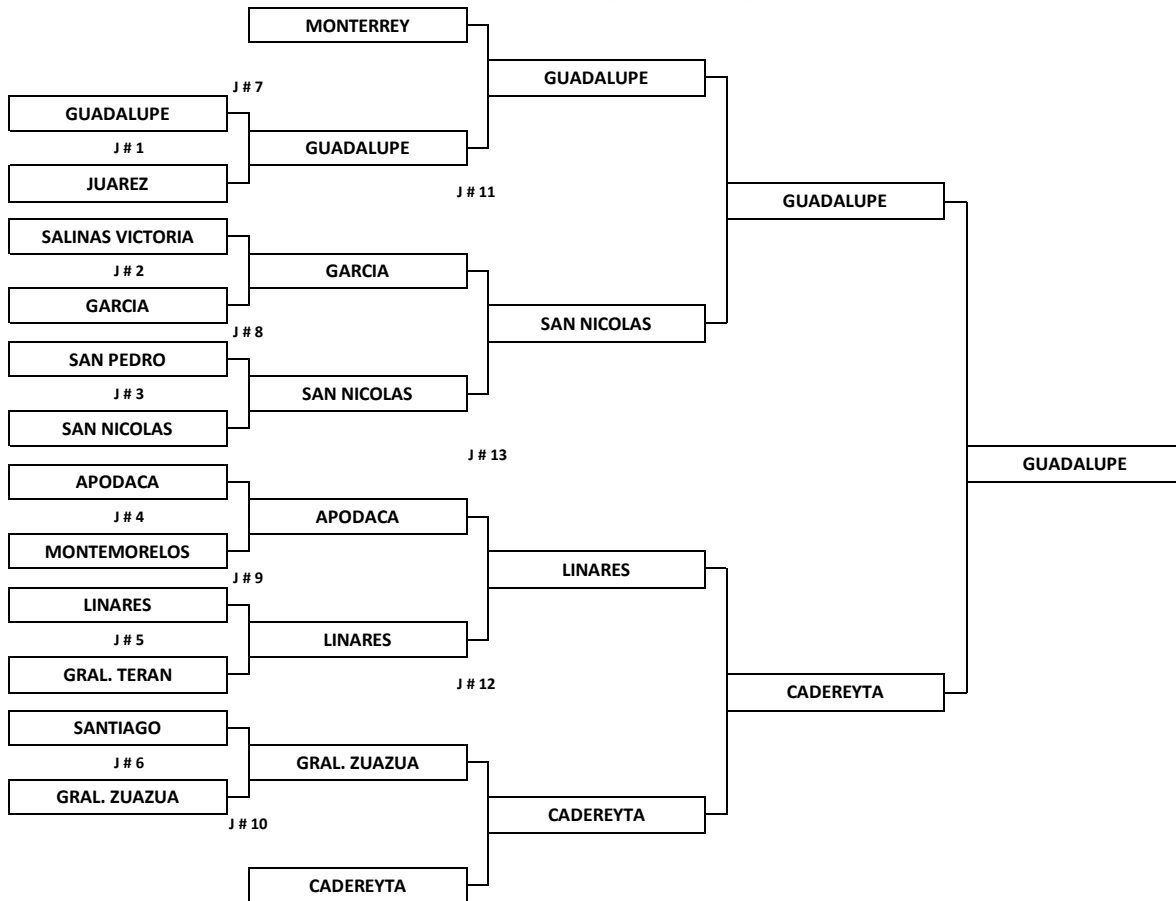 MONTERREY
GUADALUPE
J # 7
GUADALUPE
J # 1
GUADALUPE
JUAREZ
J # 11
GUADALUPE
SALINAS VICTORIA
J # 2
GARCIA
GARCIA
SAN NICOLAS
J # 8
SAN PEDRO
J # 3
SAN NICOLAS
SAN NICOLAS
J # 13
GUADALUPE
APODACA
J # 4
APODACA
MONTEMORELOS
LINARES
J # 9
LINARES
J # 5
LINARES
GRAL. TERAN
J # 12
CADEREYTA
SANTIAGO
J # 6
GRAL. ZUAZUA
GRAL. ZUAZUA
CADEREYTA
J # 10
CADEREYTA